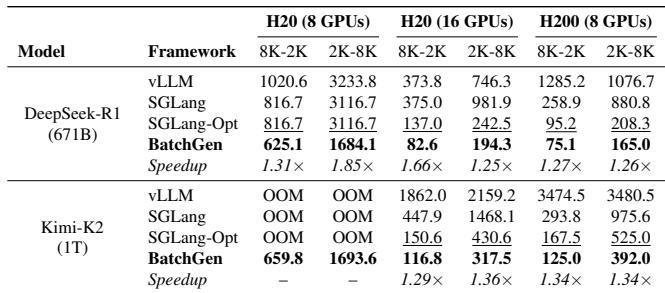 H20 (8 GPUs) H20 (16 GPUs) H200 (8 GPUs)
Model Framework 8K-2K 2K-8K 8K-2K 2K-8K 8K-2K 2K-8K
DeepSeek-R1 (671B)
vLLM 1020.6 3233.8 373.8 746.3 1285.2 1076.7
SGLang 816.7 3116.7 375.0 981.9 258.9 880.8
SGLang-Opt 816.7 3116.7 137.0 242.5 95.2 208.3
BatchGen 625.1 1684.1 82.6 194.3 75.1 165.0
Speedup 1.31× 1.85× 1.66× 1.25× 1.27× 1.26×
Kimi-K2 (1T)
vLLM OOM OOM 1862.0 2159.2 3474.5 3480.5
SGLang OOM OOM 447.9 1468.1 293.8 975.6
SGLang-Opt OOM OOM 150.6 430.6 167.5 525.0
BatchGen 659.8 1693.6 116.8 317.5 125.0 392.0
Speedup – – 1.29× 1.36× 1.34× 1.34×